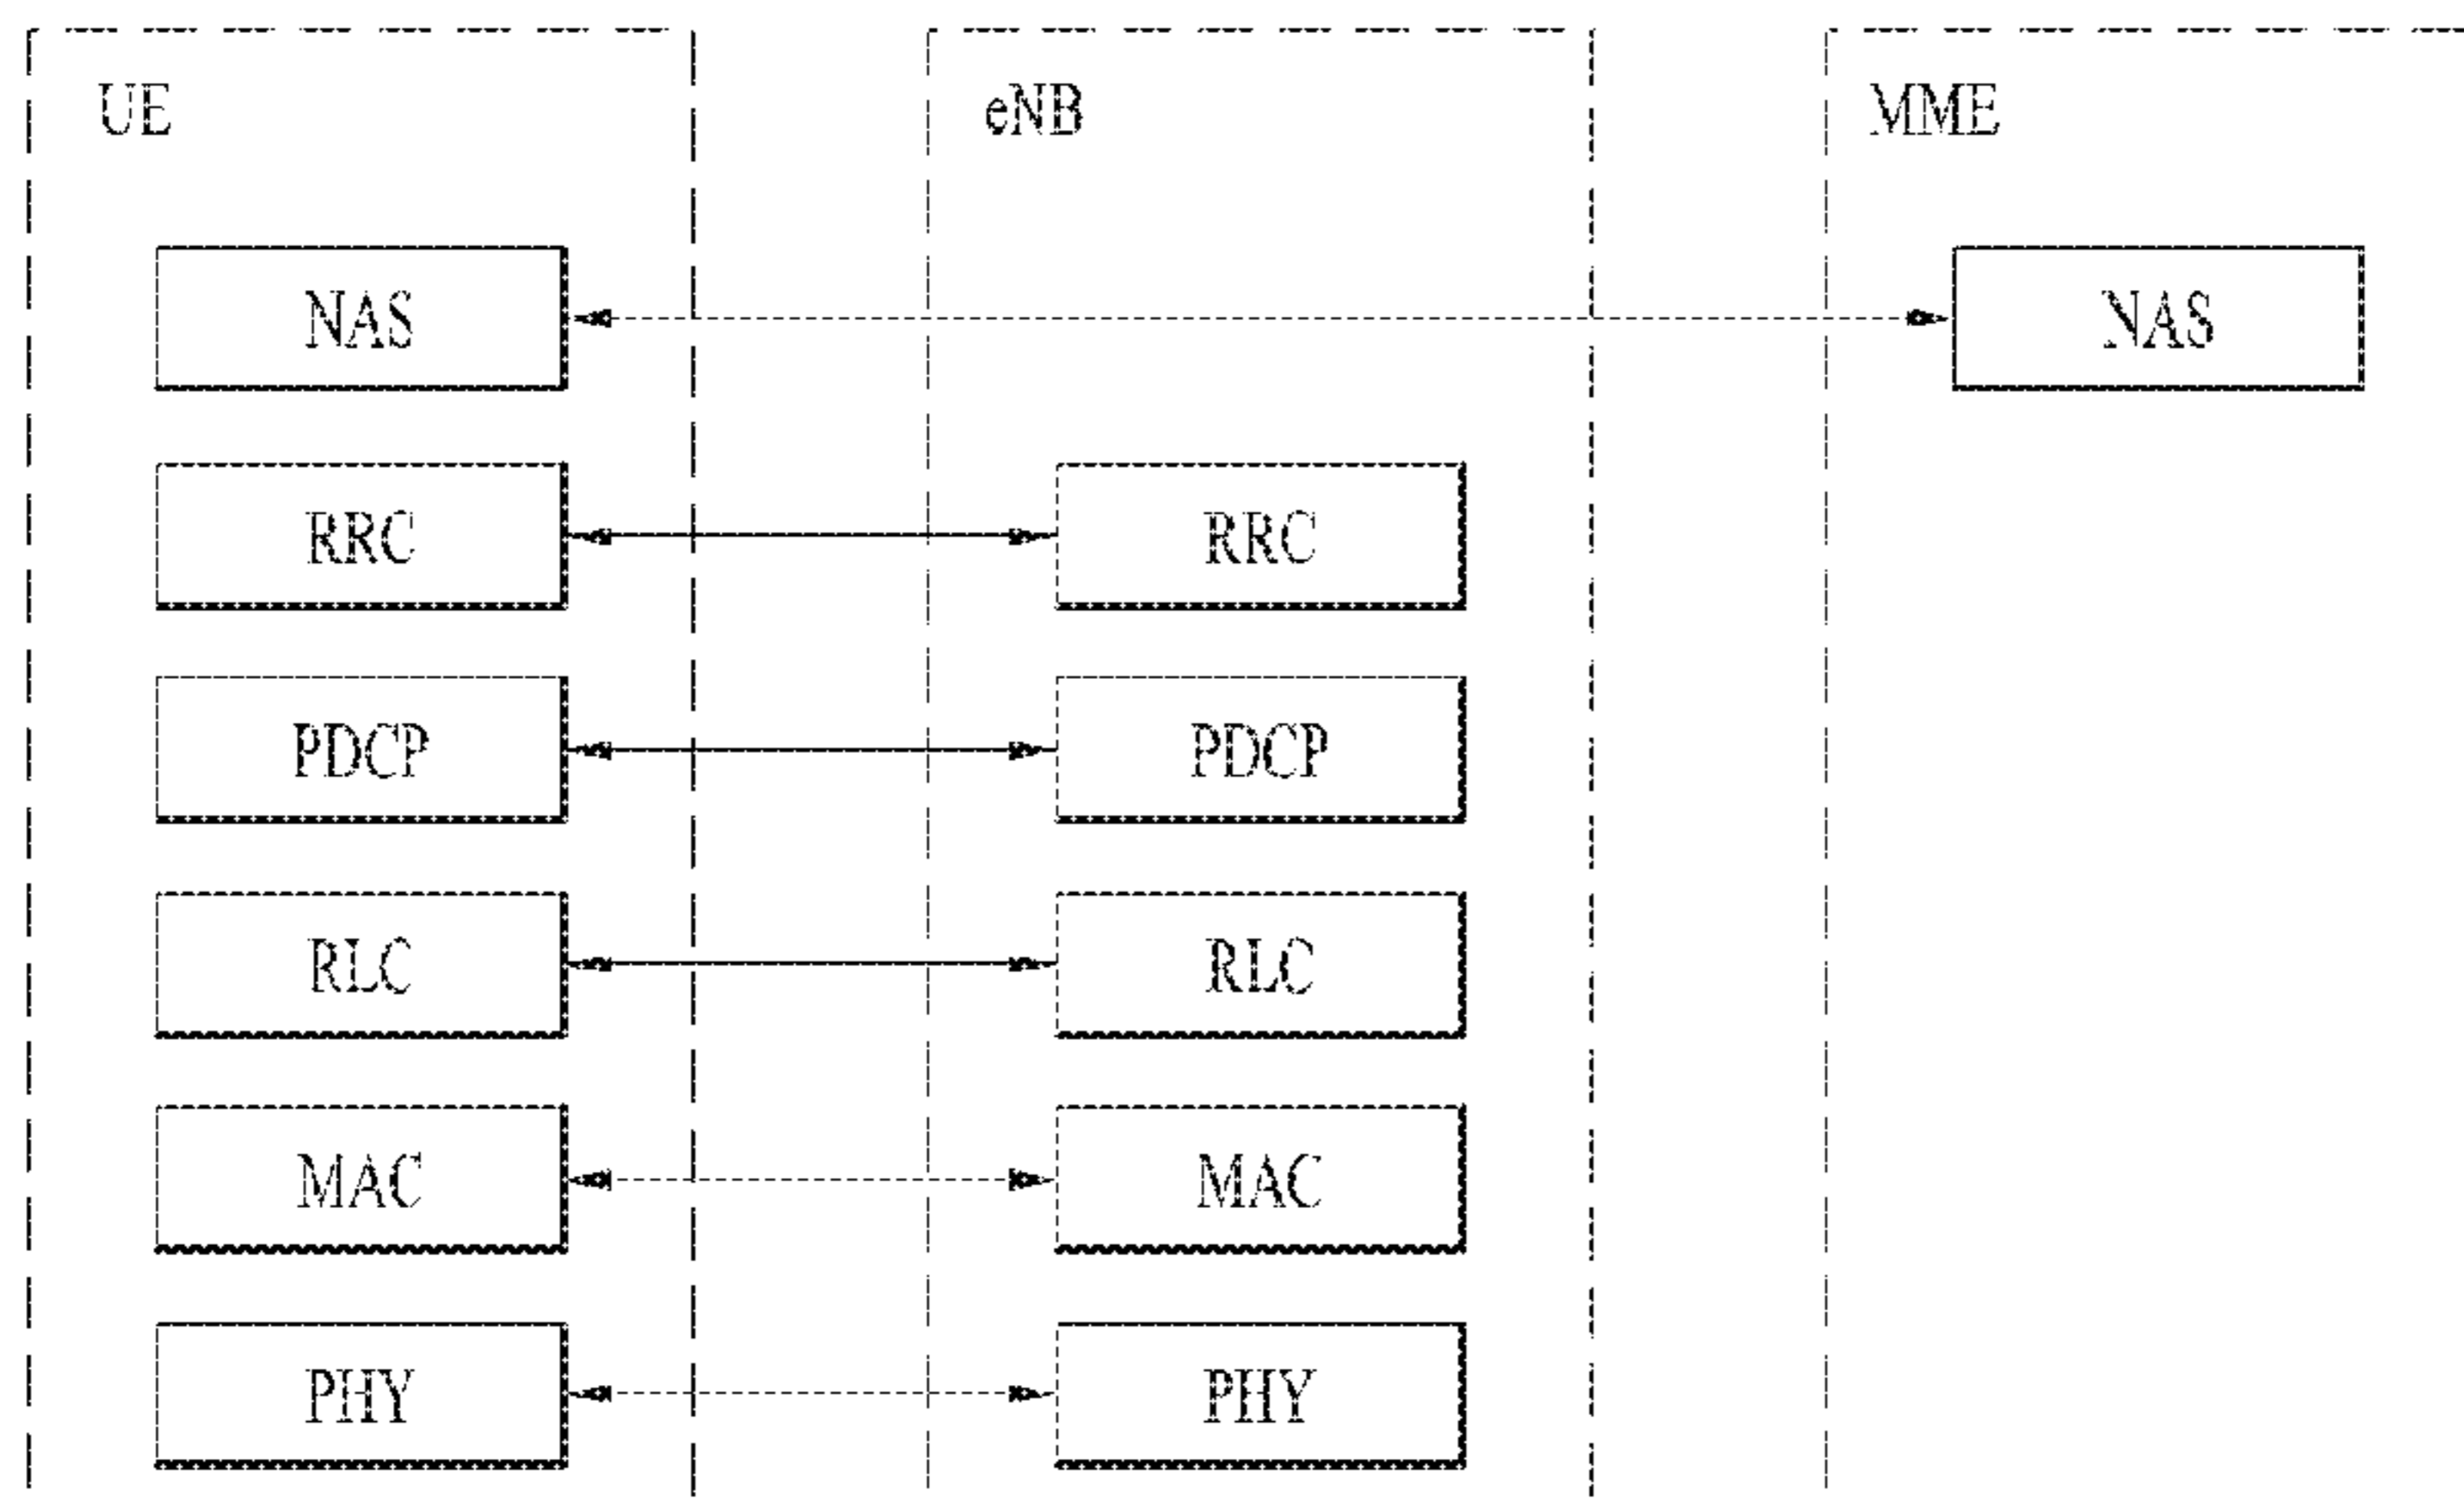 UE eNB MME
NAS NAS
RRC RRC
PDCP PDCP
RLC RLC
MAC MAC
PHY PHY